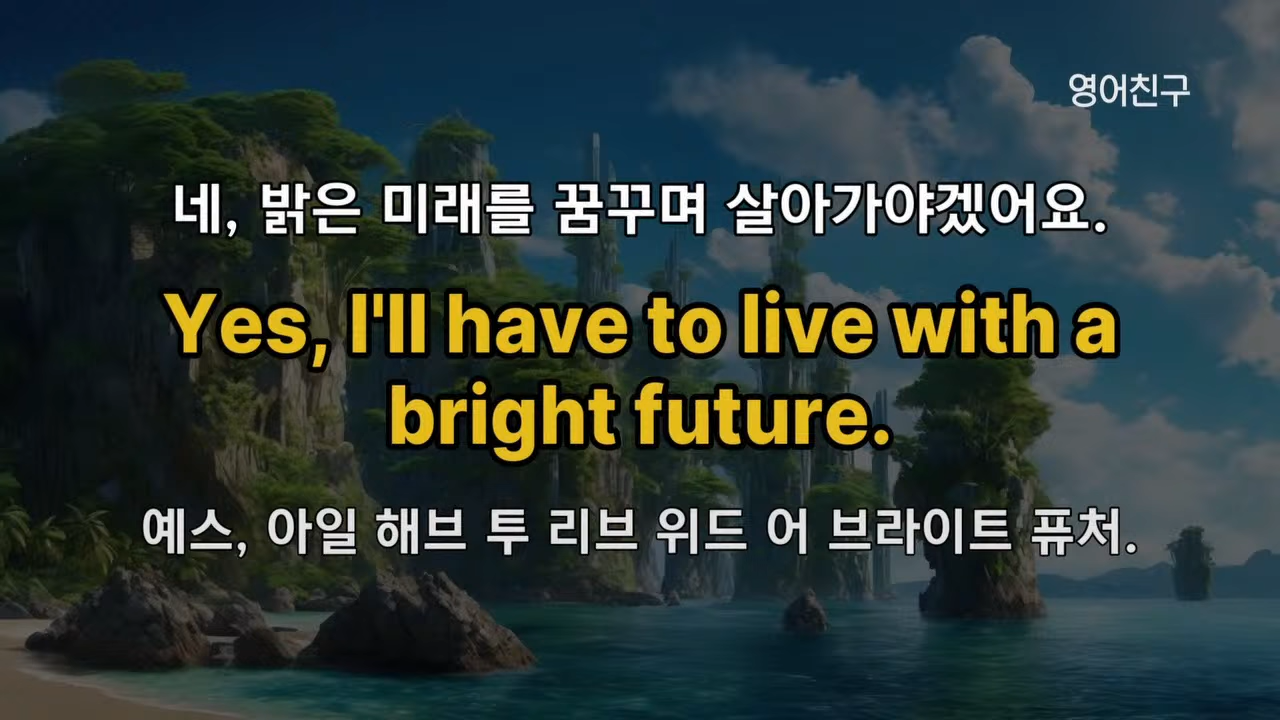 영어친구
네, 밝은 미래를 꿈꾸며 살아가야겠어요.
Yes, I'll have to live with a
bright future.
예스, 아일 해브 투 리브 위드 어 브라이트 퓨처.